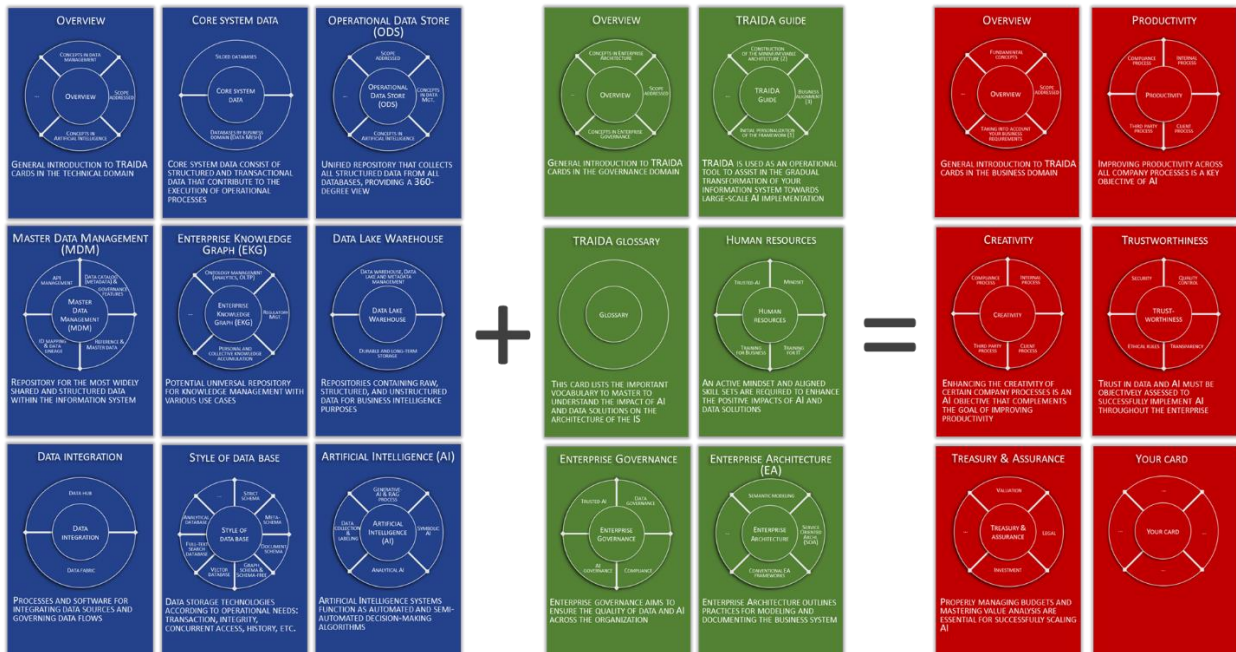 OVERVIEW
CONCEPTS IN DATA
MANAGEMENT
SCOPE
ADDRESSED
...
OVERVIEW
CONCEPTS IN
ARTIFICIAL INTELLIGENCE
GENERAL INTRODUCTION TO TRAIDA
CARDS IN THE TECHNICAL DOMAIN
CORE SYSTEM DATA
SILOED DATABASES
CORE SYSTEM
DATA
DATABASES BY BUSINESS
DOMAIN (DATA MESH)
CORE SYSTEM DATA CONSIST OF
STRUCTURED AND TRANSACTIONAL
DATA THAT CONTRIBUTE TO THE
EXECUTION OF OPERATIONAL
PROCESSES
OPERATIONAL DATA STORE
(ODS)
SCOPE
ADDRESSED
...
OPERATIONAL
DATA STORE
(ODS)
CONCEPTS
IN DATA
MGT.
CONCEPTS IN
ARTIFICIAL INTELLIGENCE
UNIFIED REPOSITORY THAT COLLECTS
ALL STRUCTURED DATA FROM ALL
DATABASES, PROVIDING A 360-
DEGREE VIEW
MASTER DATA MANAGEMENT
(MDM)
API
MANAGEMENT
DATA CATALOG
(METADATA) &
GOVERNANCE
FEATURES
MASTER
DATA
MANAGEMENT
(MDM)
ID MAPPING
& DATA
LINEAGE
REFERENCE &
MASTER DATA
REPOSITORY FOR THE MOST WIDELY
SHARED AND STRUCTURED DATA
WITHIN THE INFORMATION SYSTEM
ENTERPRISE KNOWLEDGE
GRAPH (EKG)
ONTOLOGY MANAGEMENT
(ANALYTICS, OLTP)
...
ENTERPRISE
KNOWLEDGE
GRAPH (EKG)
REGULATORY
MGT.
PERSONAL AND
COLLECTIVE KNOWLEDGE
ACCUMULATION
POTENTIAL UNIVERSAL REPOSITORY
FOR KNOWLEDGE MANAGEMENT WITH
VARIOUS USE CASES
DATA LAKE WAREHOUSE
DATA WAREHOUSE, DATA
LAKE AND METADATA
MANAGEMENT
DATA LAKE
WAREHOUSE
DURABLE AND LONG-TERM
STORAGE
REPOSITORIES CONTAINING RAW,
STRUCTURED, AND UNSTRUCTURED
DATA FOR BUSINESS INTELLIGENCE
PURPOSES
DATA INTEGRATION
DATA HUB
DATA
INTEGRATION
DATA FABRIC
PROCESSES AND SOFTWARE FOR
INTEGRATING DATA SOURCES AND
GOVERNING DATA FLOWS
STYLE OF DATA BASE
...
STRICT
SCHEMA
ANALYTICAL
DATABASE
META-
SCHEMA
STYLE OF
DATA BASE
FULL-TEXT
SEARCH
DATABASE
DOCUMENT
SCHEMA
VECTOR
DATABASE
GRAPH
SCHEMA &
SCHEMA-FREE
DATA STORAGE TECHNOLOGIES
ACCORDING TO OPERATIONAL NEEDS:
TRANSACTION, INTEGRITY,
CONCURRENT ACCESS, HISTORY, ETC.
ARTIFICIAL INTELLIGENCE (AI)
GENERATIVE
AI & RAG
PROCESS
DATA
COLLECTION
& LABELING
ARTIFICIAL
INTELLIGENCE
(AI)
SYMBOLIC
AI
ANALYTICAL AI
ARTIFICIAL INTELLIGENCE SYSTEMS
FUNCTION AS AUTOMATED AND SEMI-
AUTOMATED DECISION-MAKING
ALGORITHMS
+
OVERVIEW
CONCEPTS IN ENTERPRISE
ARCHITECTURE
...
OVERVIEW
SCOPE
ADDRESSED
CONCEPTS IN ENTERPRISE
GOVERNANCE
GENERAL INTRODUCTION TO TRAIDA
CARDS IN THE GOVERNANCE DOMAIN
TRAIDA GUIDE
CONSTRUCTION
OF THE MINIMUM VIABLE
ARCHITECTURE (2)
...
TRAIDA
GUIDE
BUSINESS
ALIGNMENT (3)
INITIAL PERSONALIZATION
OF THE FRAMEWORK (1)
TRAIDA IS USED AS AN OPERATIONAL
TOOL TO ASSIST IN THE GRADUAL
TRANSFORMATION OF YOUR
INFORMATION SYSTEM TOWARDS
LARGE-SCALE AI IMPLEMENTATION
TRAIDA GLOSSARY
GLOSSARY
THIS CARD LISTS THE IMPORTANT
VOCABULARY TO MASTER TO
UNDERSTAND THE IMPACT OF AI
AND DATA SOLUTIONS ON THE
ARCHITECTURE OF THE IS
HUMAN RESOURCES
TRUSTED-AI
MINDSET
HUMAN
RESOURCES
TRAINING
FOR BUSINESS
TRAINING
FOR IT
AN ACTIVE MINDSET AND ALIGNED
SKILL SETS ARE REQUIRED TO ENHANCE
THE POSITIVE IMPACTS OF AI AND
DATA SOLUTIONS
ENTERPRISE GOVERNANCE
TRUSTED-AI
DATA
GOVERNANCE
ENTERPRISE
GOVERNANCE
AI
GOVERNANCE
COMPLIANCE
ENTERPRISE GOVERNANCE AIMS TO
ENSURE THE QUALITY OF DATA AND AI
ACROSS THE ORGANIZATION
ENTERPRISE ARCHITECTURE
(EA)
SEMANTIC MODELING
...
ENTERPRISE
ARCHITECTURE
SERVICE
ORIENTED
ARCHI.
(SOA)
CONVENTIONAL EA
FRAMEWORKS
ENTERPRISE ARCHITECTURE OUTLINES
PRACTICES FOR MODELING AND
DOCUMENTING THE BUSINESS SYSTEM
=
OVERVIEW
FUNDAMENTAL
CONCEPTS
...
OVERVIEW
SCOPE
ADDRESSED
TAKING INTO ACCOUNT
YOUR BUSINESS
REQUIREMENTS
GENERAL INTRODUCTION TO TRAIDA
CARDS IN THE BUSINESS DOMAIN
PRODUCTIVITY
COMPLIANCE
PROCESS
INTERNAL
PROCESS
PRODUCTIVITY
THIRD PARTY
PROCESS
CLIENT
PROCESS
IMPROVING PRODUCTIVITY ACROSS
ALL COMPANY PROCESSES IS A KEY
OBJECTIVE OF AI
CREATIVITY
COMPLIANCE
PROCESS
INTERNAL
PROCESS
CREATIVITY
THIRD PARTY
PROCESS
CLIENT
PROCESS
ENHANCING THE CREATIVITY OF
CERTAIN COMPANY PROCESSES IS AN
AI OBJECTIVE THAT COMPLEMENTS
THE GOAL OF IMPROVING
PRODUCTIVITY
TRUSTWORTHINESS
SECURITY
QUALITY
CONTROL
TRUST-
WORTHINESS
ETHICAL RULES
TRANSPARENCY
TRUST IN DATA AND AI MUST BE
OBJECTIVELY ASSESSED TO
SUCCESSFULLY IMPLEMENT AI
THROUGHOUT THE ENTERPRISE
TREASURY & ASSURANCE
VALUATION
...
TREASURY &
ASSURANCE
LEGAL
INVESTMENT
PROPERLY MANAGING BUDGETS AND
MASTERING VALUE ANALYSIS ARE
ESSENTIAL FOR SUCCESSFULLY SCALING
AI
YOUR CARD
...
...
YOUR CARD
...
...